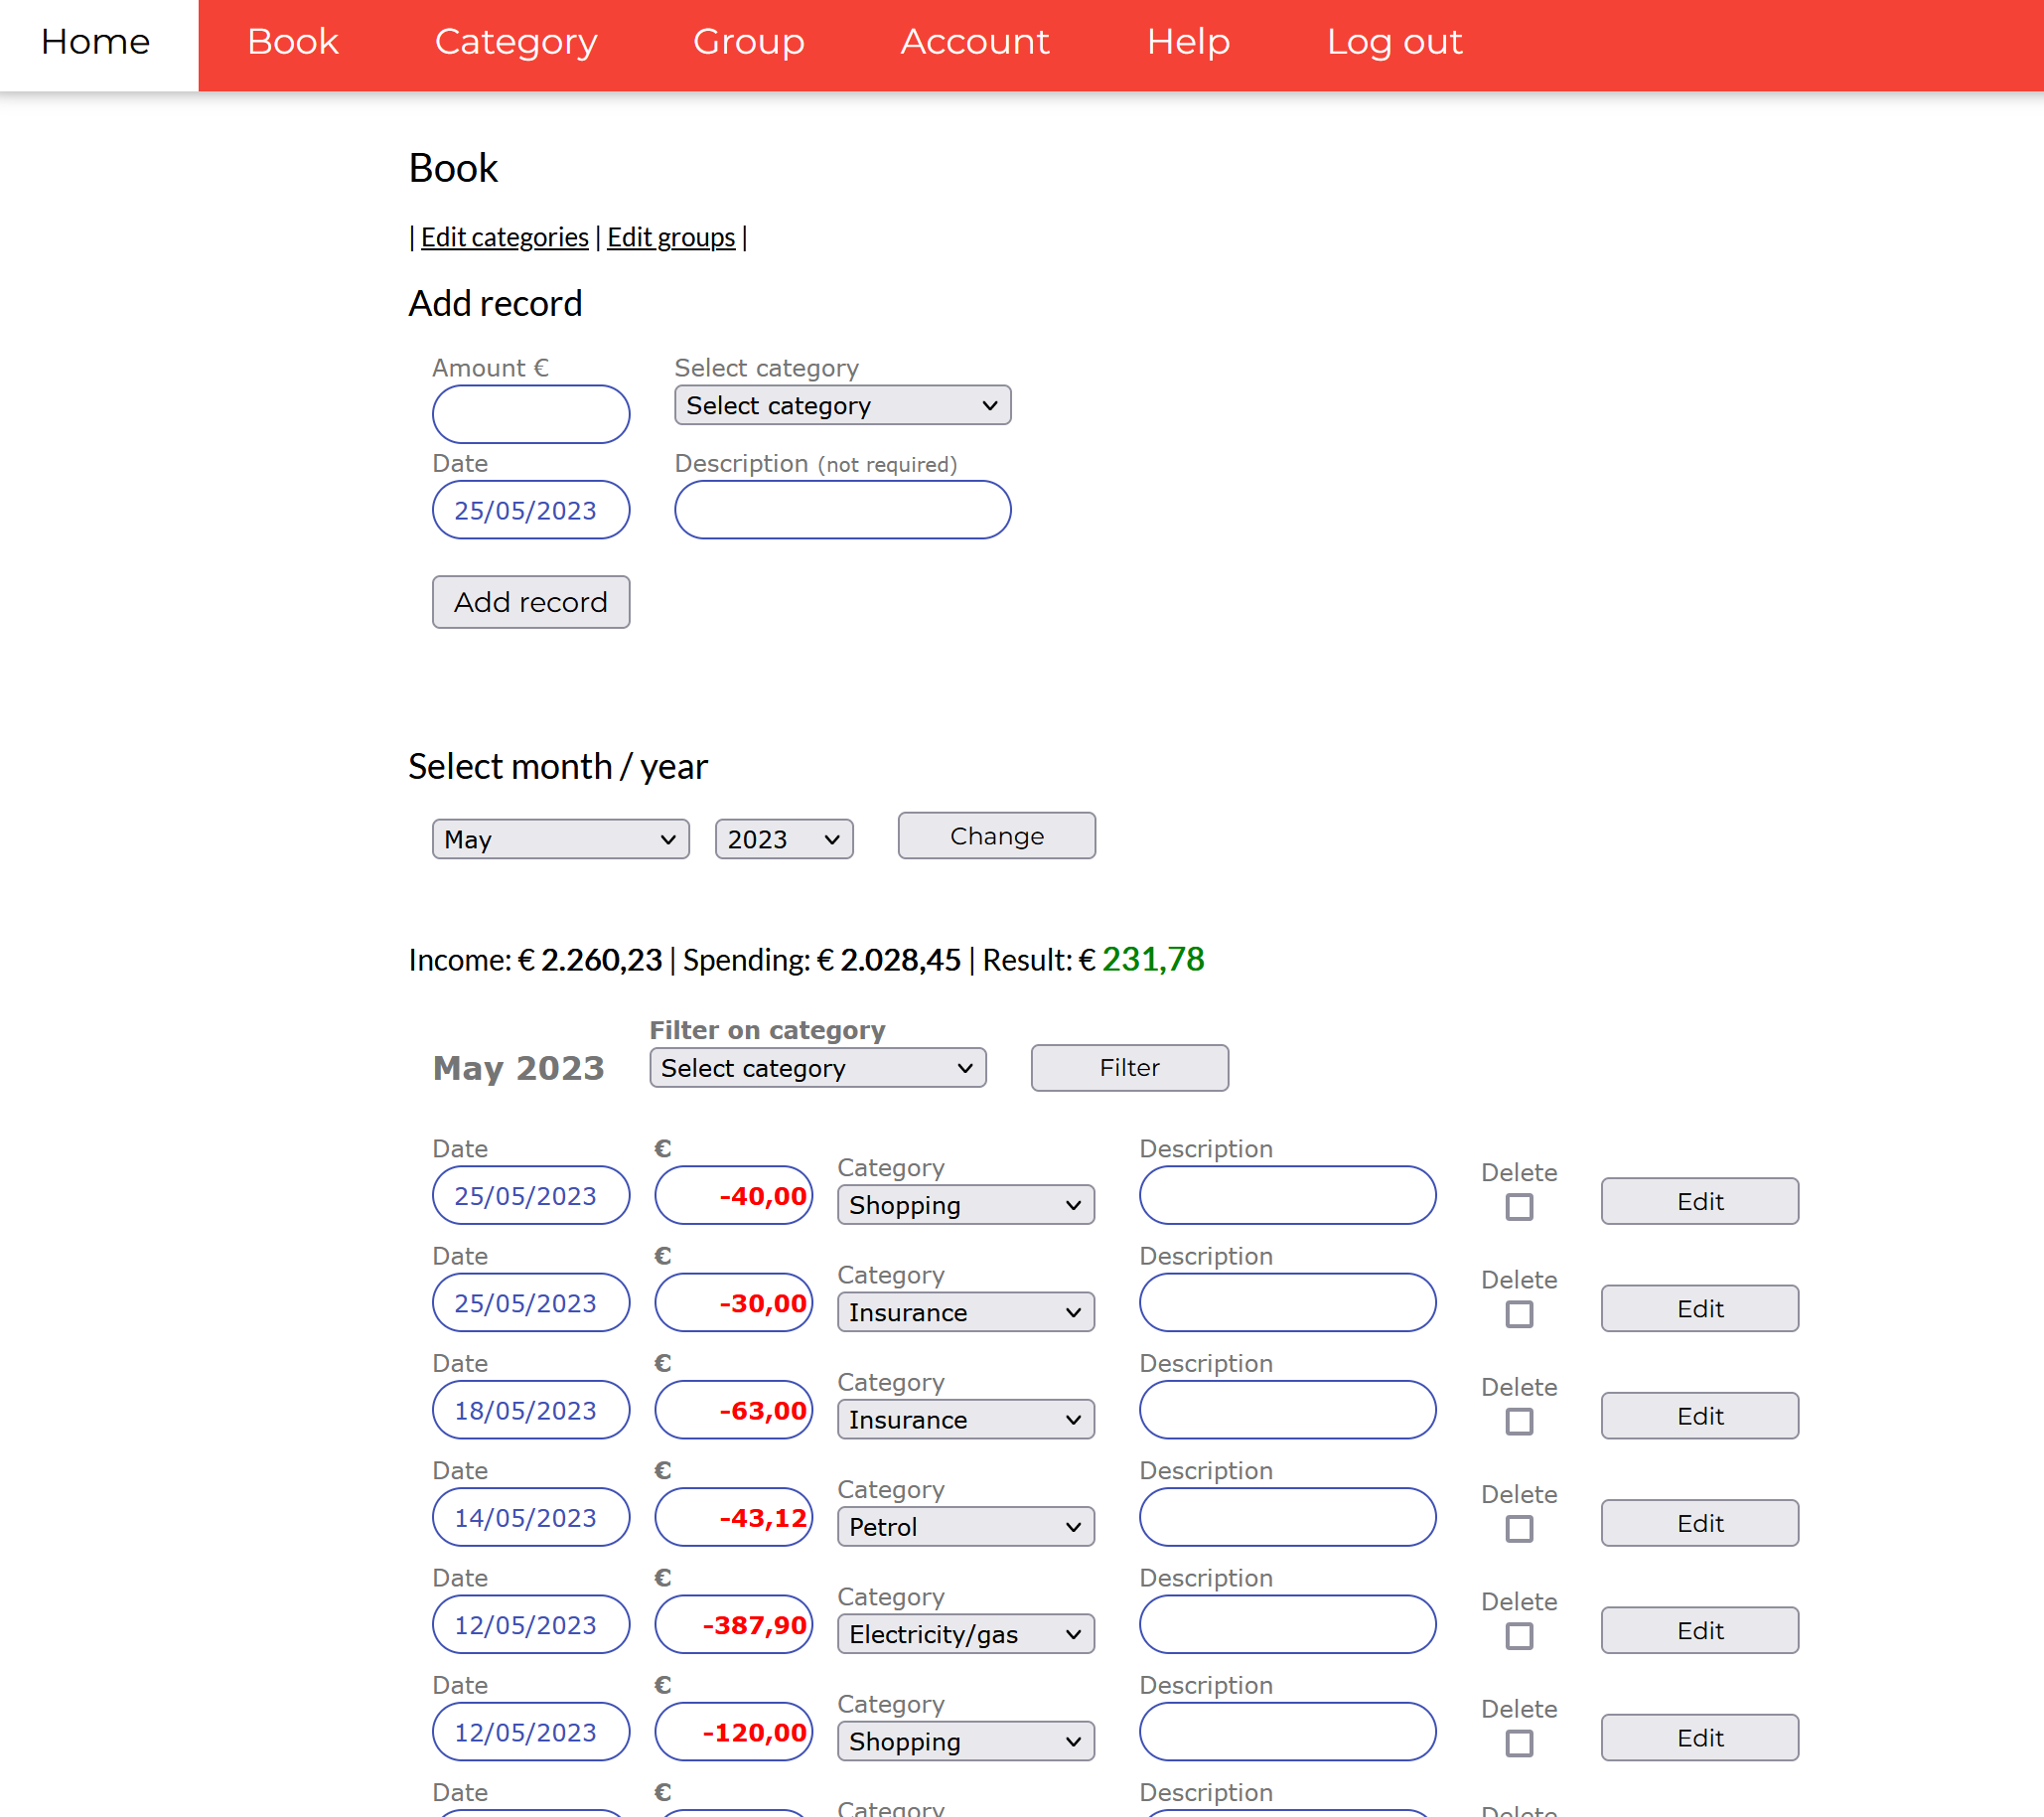 Home Book Category Group Account Help Log out
Book
| Edit categories | Edit groups |
Add record
Amount € Select category
Select category
Date Description (not required)
25/05/2023
Add record
Select month / year
May 2023 Change
Income: € 2.260,23 | Spending: € 2.028,45 | Result: € 231,78
Filter on category
May 2023 Select category Filter
Date € Category Description Delete
25/05/2023 -40,00 Shopping Edit
Date € Category Description Delete
25/05/2023 -30,00 Insurance Edit
Date € Category Description Delete
18/05/2023 -63,00 Insurance Edit
Date € Category Description Delete
14/05/2023 -43,12 Petrol Edit
Date € Category Description Delete
12/05/2023 -387,90 Electricity/gas Edit
Date € Category Description Delete
12/05/2023 -120,00 Shopping Edit
Date € Category Description Delete